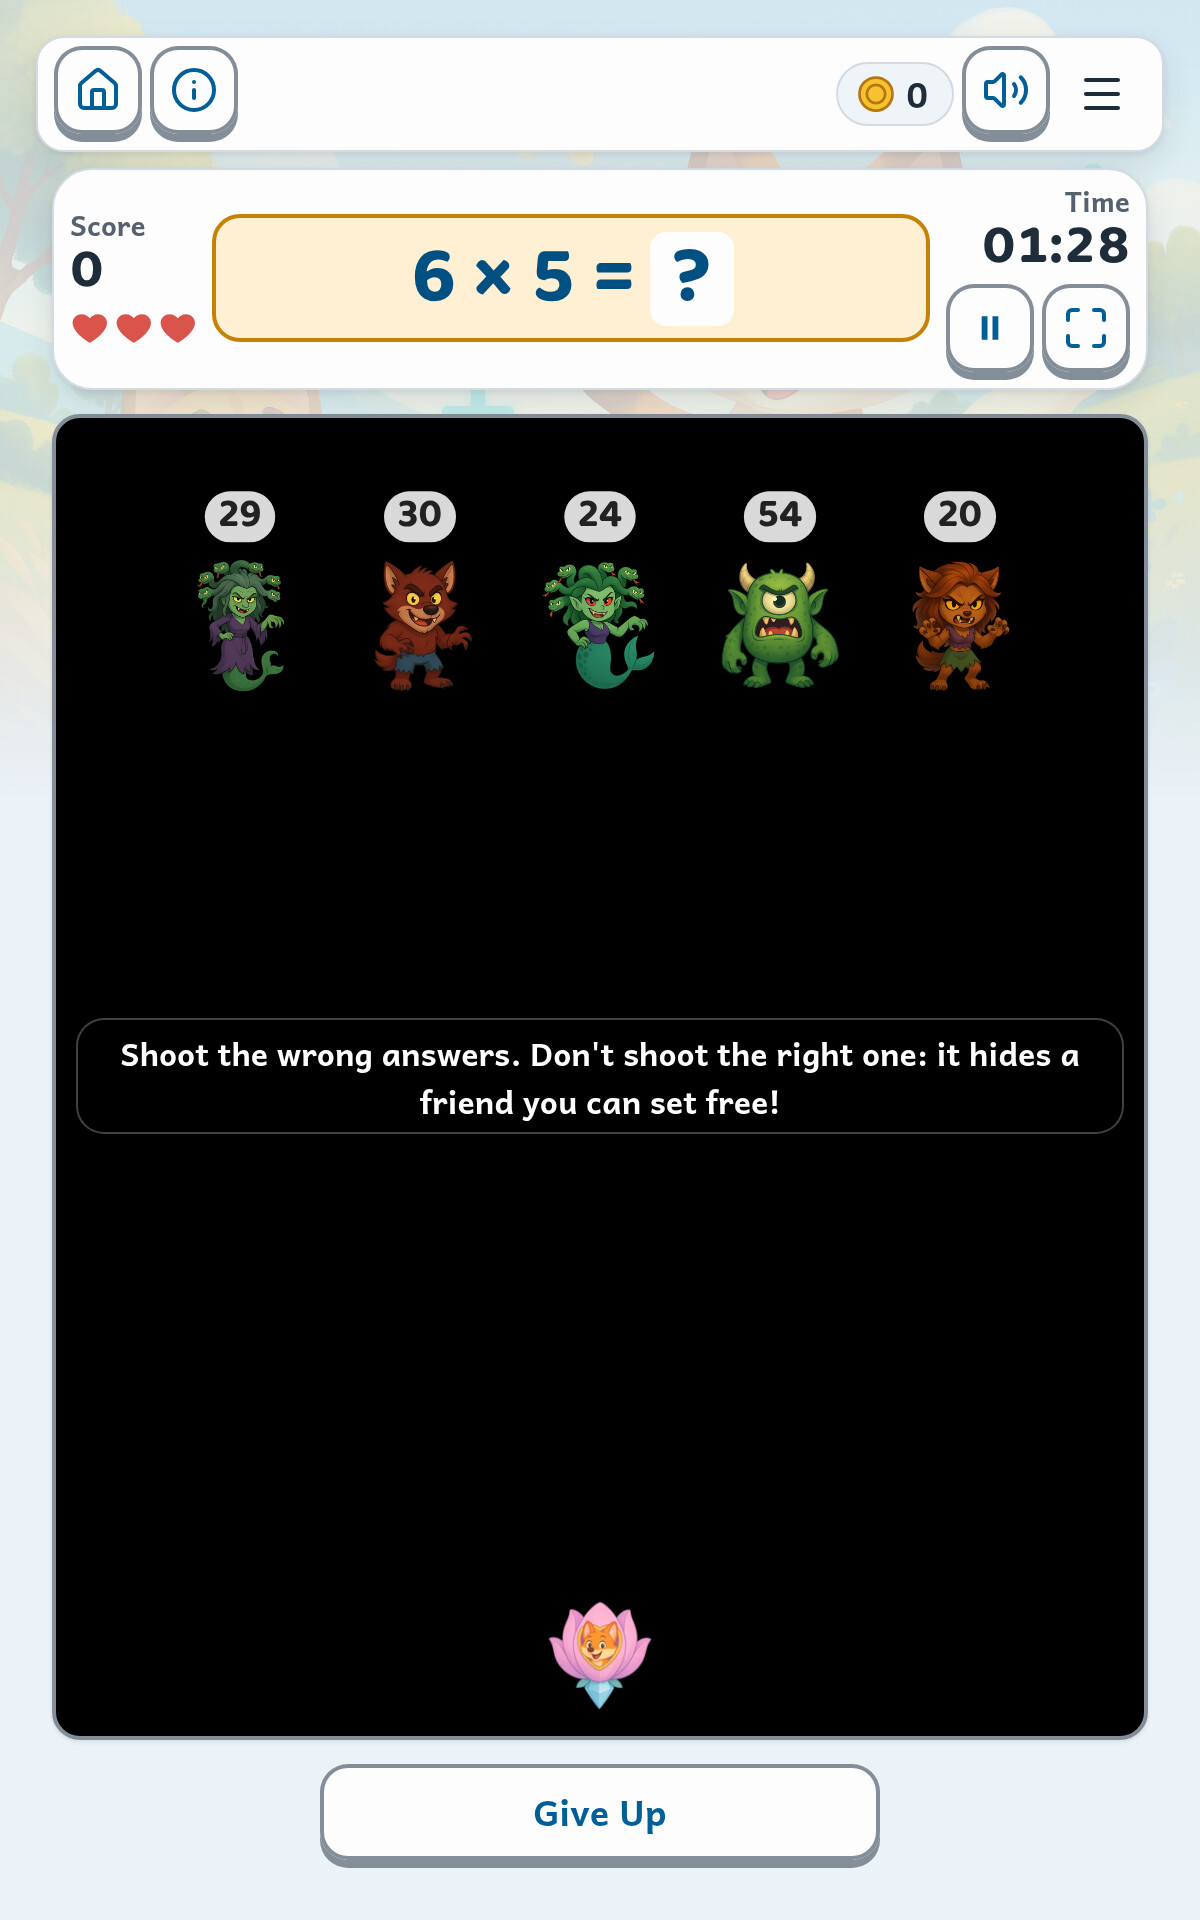 0
Score
0
6 × 5 = ?
Time
01:28
29
30
24
54
20
Shoot the wrong answers. Don't shoot the right one: it hides a
friend you can set free!
Give Up